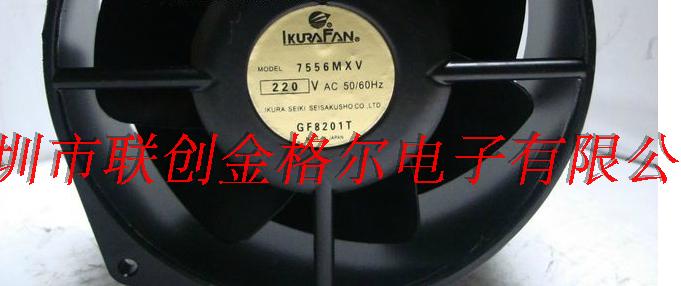 IKURAFAN®
MODEL 7556MXV
220 V AC 50/60Hz
IKURA SEIKI SEISAKUSHO CO.,LTD.
GF8201T
JAPAN
圳市联创金格尔电子有限公